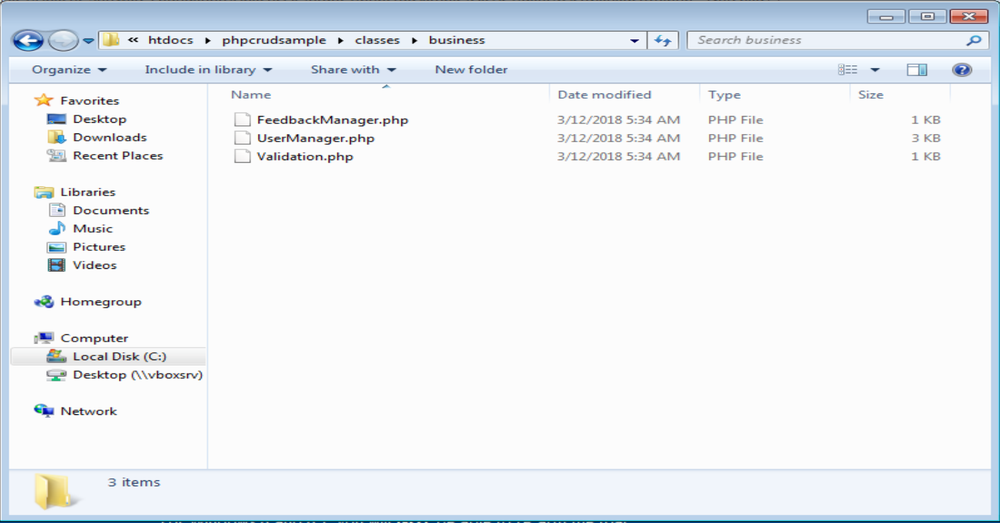 « htdocs ▸ phpcrudsample ▸ classes ▸ business
Search business
Organize Include in library Share with New folder
Name Date modified Type Size
FeedbackManager.php 3/12/2018 5:34 AM PHP File 1 KB
UserManager.php 3/12/2018 5:34 AM PHP File 3 KB
Validation.php 3/12/2018 5:34 AM PHP File 1 KB
Favorites
Desktop
Downloads
Recent Places
Libraries
Documents
Music
Pictures
Videos
Homegroup
Computer
Local Disk (C:)
Desktop (\\vboxsrv)
Network
3 items